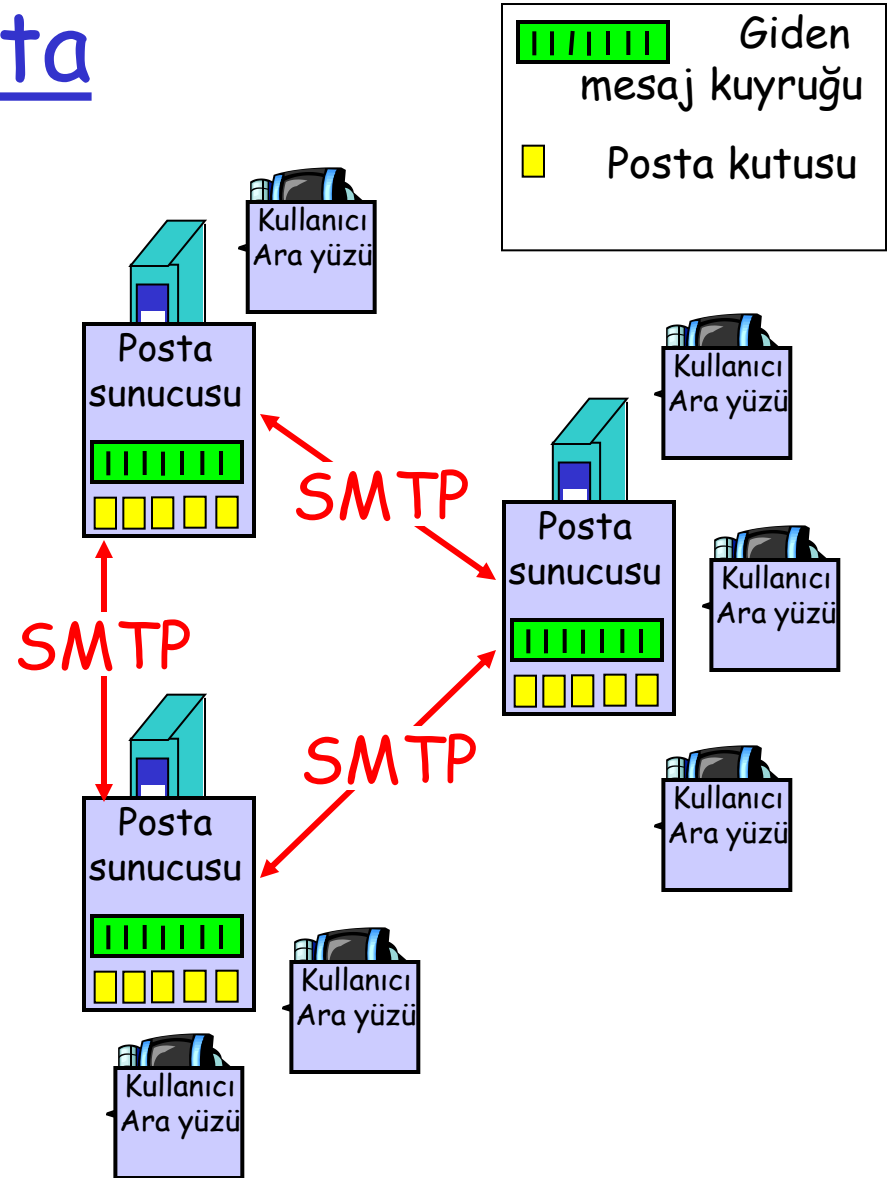 ta
Giden
mesaj kuyruğu
Posta kutusu
Kullanıcı
Ara yüzü
Posta
sunucusu
Kullanıcı
Ara yüzü
SMTP
Posta
sunucusu
Kullanıcı
Ara yüzü
SMTP
SMTP
Kullanıcı
Ara yüzü
Posta
sunucusu
Kullanıcı
Ara yüzü
Kullanıcı
Ara yüzü